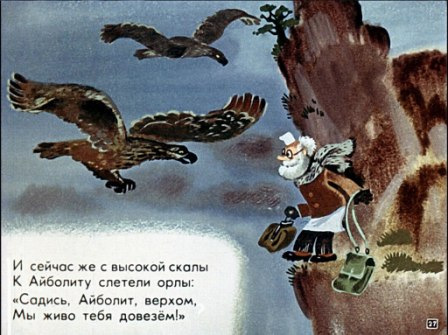 И сейчас же с высокой скалы
К Айболиту слетели орлы:
«Садись, Айболит, верхом,
Мы живо тебя довезём!»
27